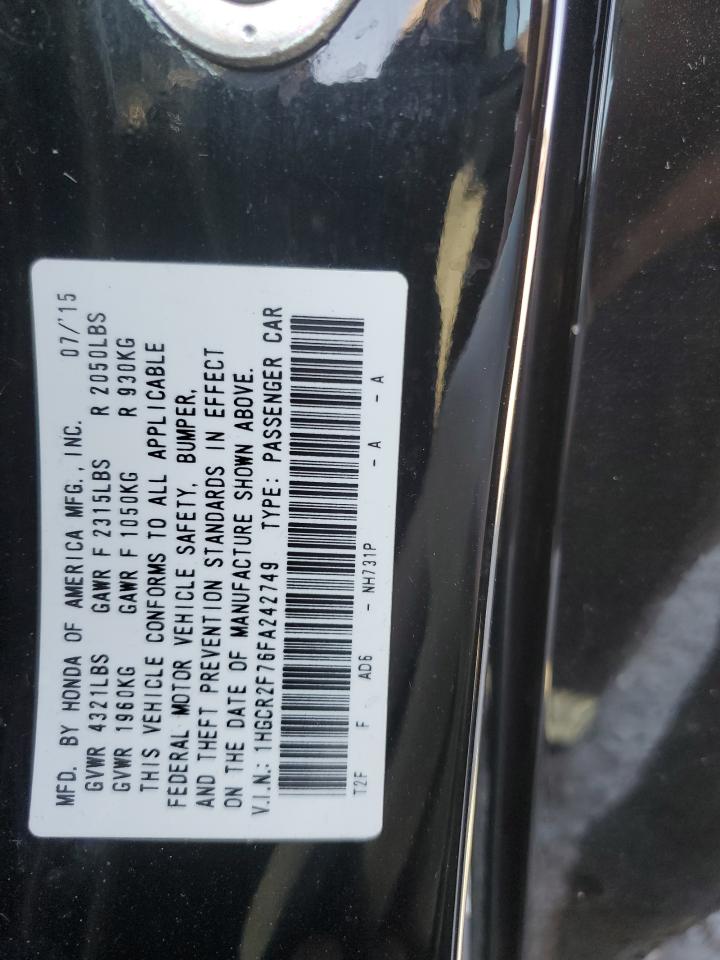 MFD. BY HONDA OF AMERICA MFG., INC. 07/'15
GVWR 4321LBS GAWR F 2315LBS R 2050LBS
GVWR 1960KG GAWR F 1050KG R 930KG
THIS VEHICLE CONFORMS TO ALL APPLICABLE
FEDERAL MOTOR VEHICLE SAFETY, BUMPER,
AND THEFT PREVENTION STANDARDS IN EFFECT
ON THE DATE OF MANUFACTURE SHOWN ABOVE.
V.I.N.: 1HGCR2F76FA242749 TYPE: PASSENGER CAR
T2F F AD6 - NH731P - A - A